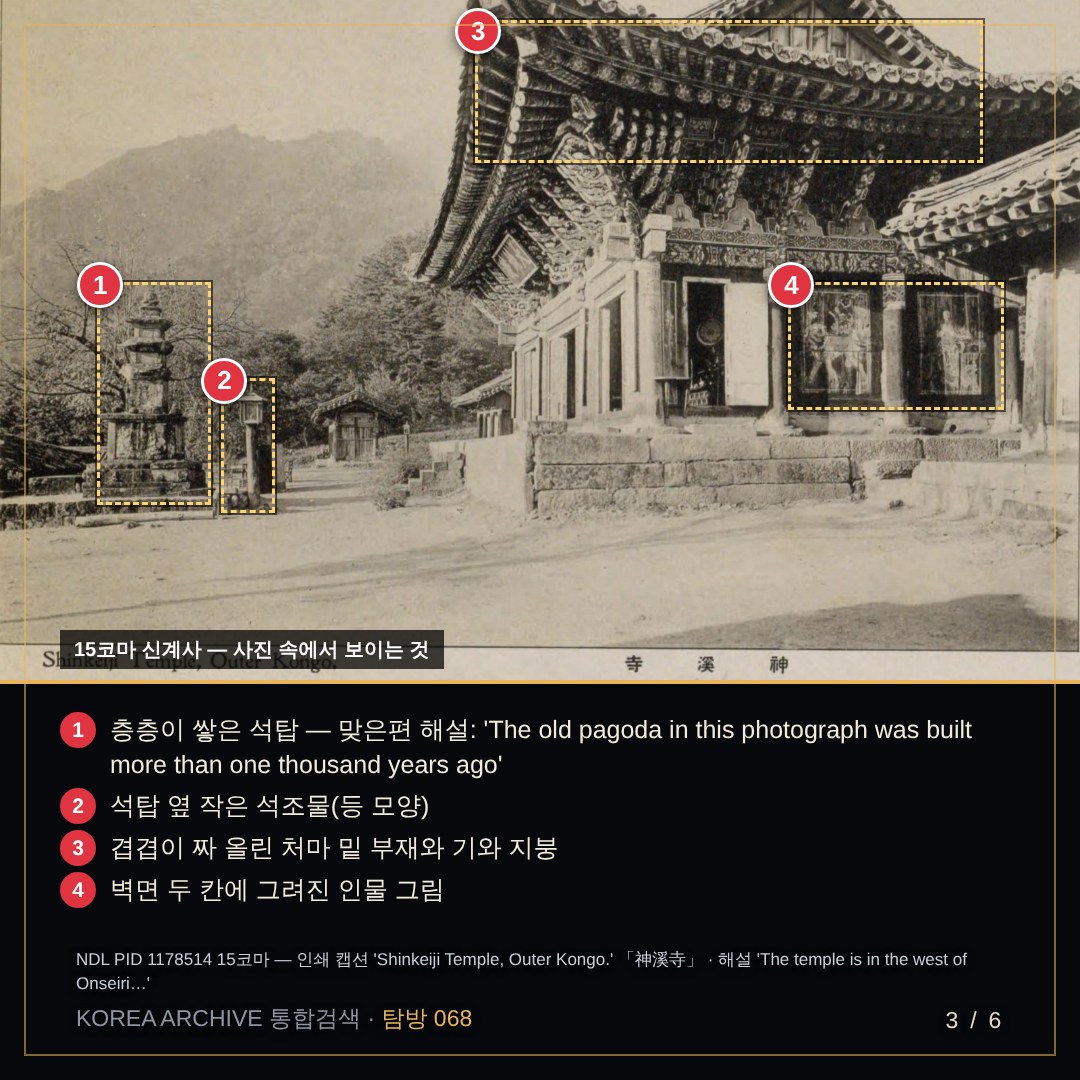 3
1
4
2
15코마 신계사 — 사진 속에서 보이는 것
Shinkeiji Temple, Outer Kongo.
寺 溪 神
1 층층이 쌓은 석탑 — 맞은편 해설: 'The old pagoda in this photograph was built
more than one thousand years ago'
2 석탑 옆 작은 석조물(등 모양)
3 겹겹이 짜 올린 처마 밑 부재와 기와 지붕
4 벽면 두 칸에 그려진 인물 그림
NDL PID 1178514 15코마 — 인쇄 캡션 'Shinkeiji Temple, Outer Kongo.' 「神溪寺」 · 해설 'The temple is in the west of
Onseiri…'
KOREA ARCHIVE 통합검색 · 탐방 068
3 / 6